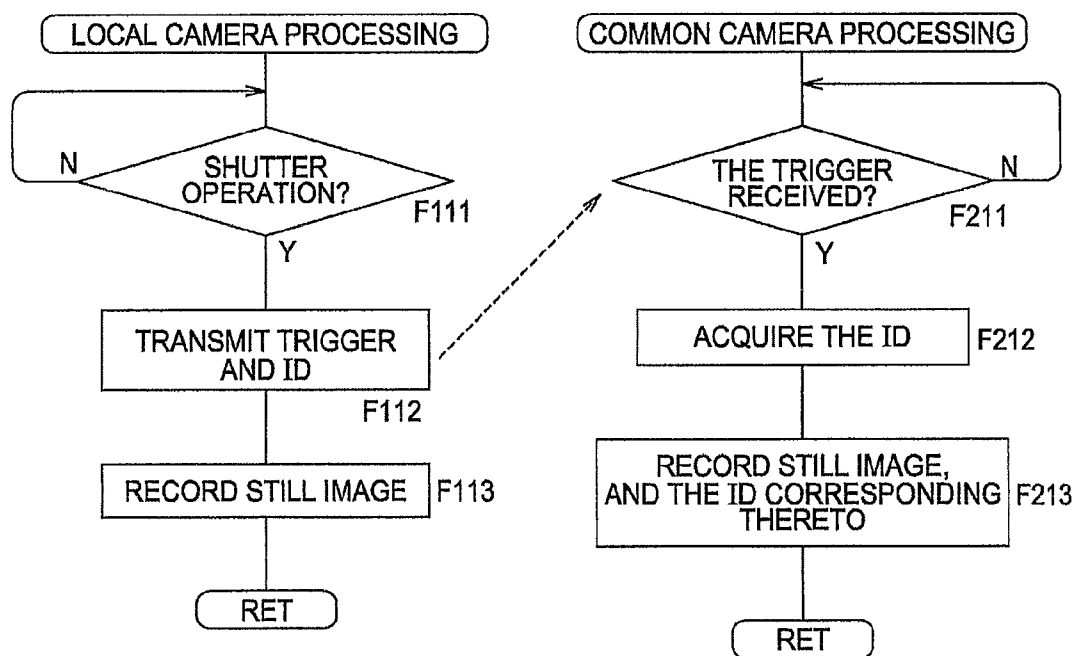 LOCAL CAMERA PROCESSING
N
SHUTTER
OPERATION?
F111
Y
TRANSMIT TRIGGER
AND ID
F112
RECORD STILL IMAGE
F113
RET
COMMON CAMERA PROCESSING
THE TRIGGER
RECEIVED?
N
F211
Y
ACQUIRE THE ID
F212
RECORD STILL IMAGE,
AND THE ID CORRESPONDING
THERETO
F213
RET